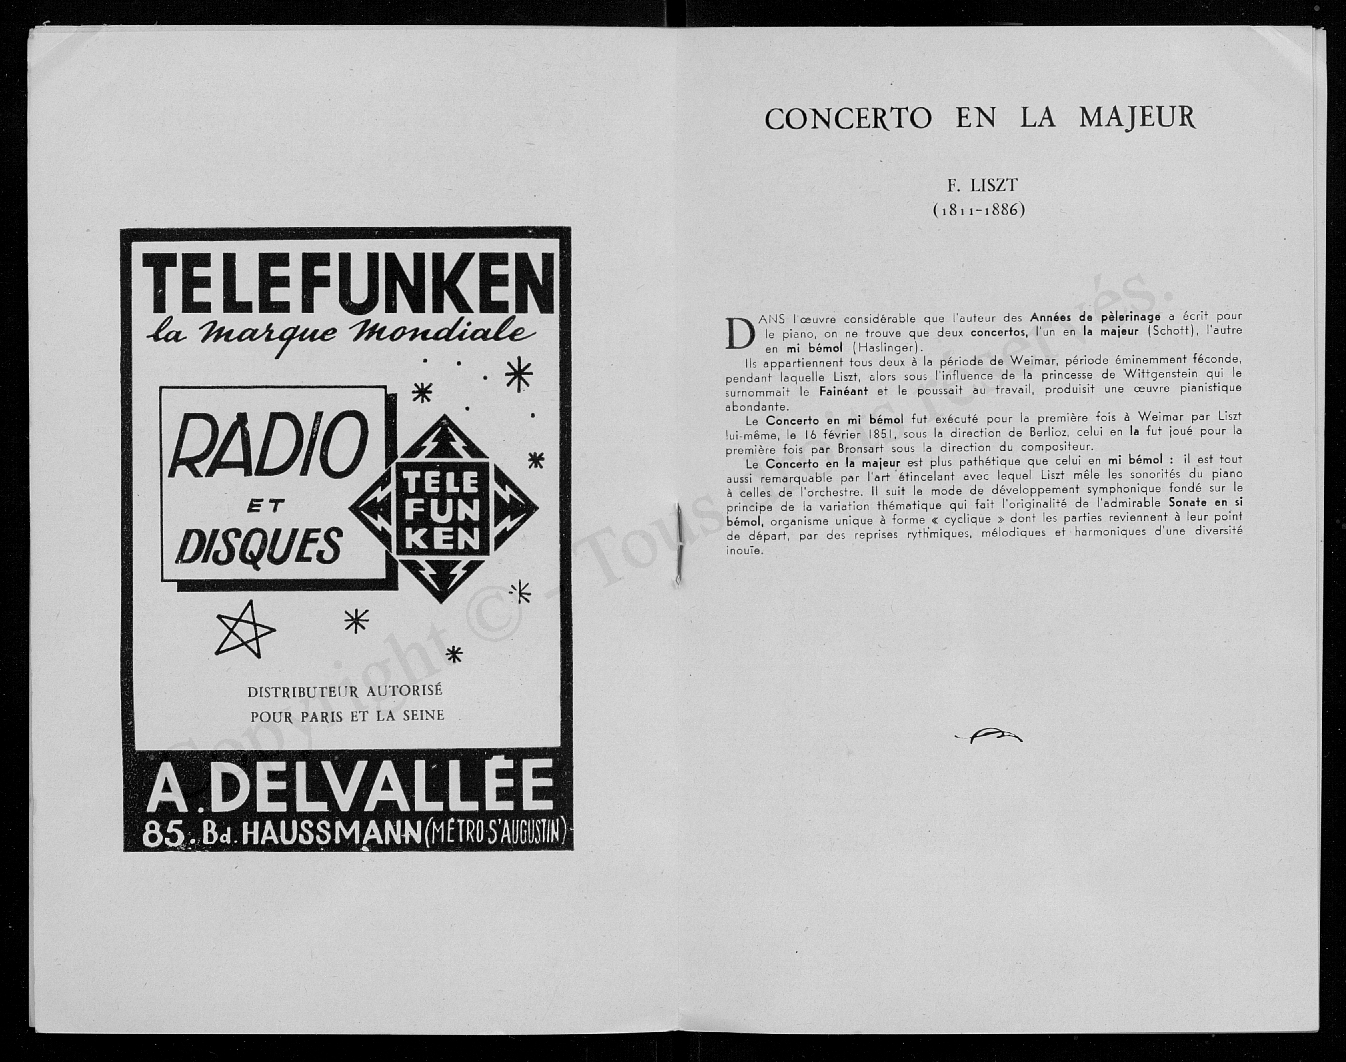 TELEFUNKEN
la marque Mondiale
RADIO
ET
DISQUES
TELE
FUN
KEN
DISTRIBUTEUR AUTORISÉ
POUR PARIS ET LA SEINE
A. DELVALLÉE
85. Bd. HAUSSMANN (MÉTRO S'AUGUSTIN)
CONCERTO EN LA MAJEUR
F. LISZT
(1811-1886)
DANS l'œuvre considérable que l'auteur des Années de pèlerinage a écrit pour
le piano, on ne trouve que deux concertos, l'un en la majeur (Schott), l'autre
en mi bémol (Haslinger).
Ils appartiennent tous deux à la période de Weimar, période éminemment féconde,
pendant laquelle Liszt, alors sous l'influence de la princesse de Wittgenstein qui le
surnommait le Fainéant et le poussait au travail, produisit une œuvre pianistique
abondante.
Le Concerto en mi bémol fut exécuté pour la première fois à Weimar par Liszt
lui-même, le 16 février 1851, sous la direction de Berlioz, celui en la fut joué pour la
première fois par Bronsart sous la direction du compositeur.
Le Concerto en la majeur est plus pathétique que celui en mi bémol : il est tout
aussi remarquable par l'art étincelant avec lequel Liszt mêle les sonorités du piano
à celles de l'orchestre. Il suit le mode de développement symphonique fondé sur le
principe de la variation thématique qui fait l'originalité de l'admirable Sonate en si
bémol, organisme unique à forme « cyclique » dont les parties reviennent à leur point
de départ, par des reprises rythmiques, mélodiques et harmoniques d'une diversité
inouïe.
Copyright © - Tous droits réservés.